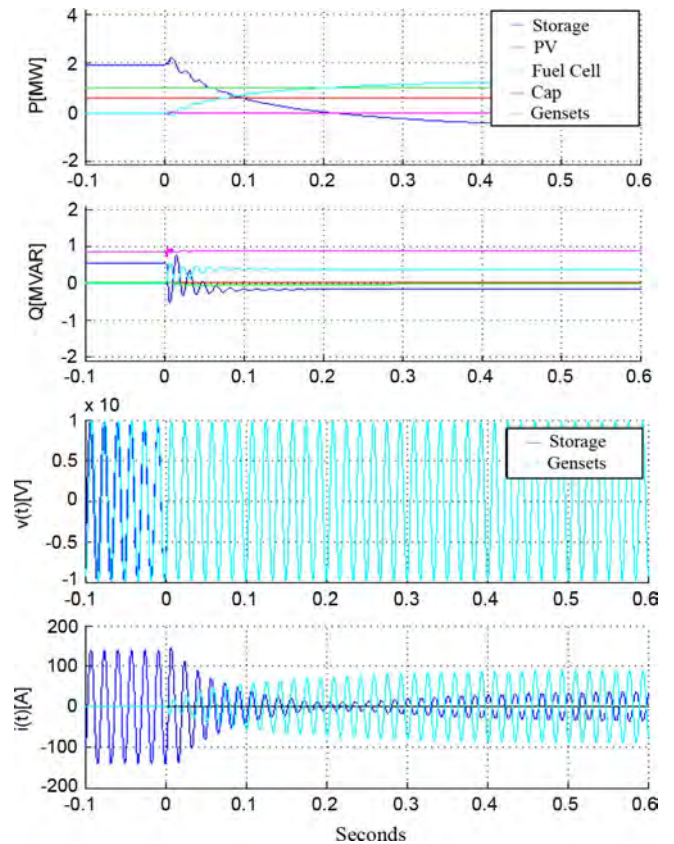 4
2
0
-2
P[MW]
Storage
PV
Fuel Cell
Cap
Gensets
-0.1 0 0.1 0.2 0.3 0.4 0.5 0.6
2
1
0
-1
-2
Q[MVAR]
-0.1 0 0.1 0.2 0.3 0.4 0.5 0.6
x 10
1
0.5
0
-0.5
-1
v(t)[V]
Storage
Gensets
-0.1 0 0.1 0.2 0.3 0.4 0.5 0.6
200
100
0
-100
-200
i(t)[A]
-0.1 0 0.1 0.2 0.3 0.4 0.5 0.6
Seconds